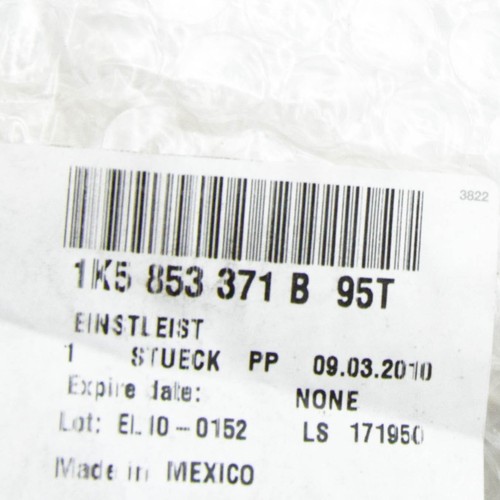 3822
1K5 853 371 B 95T
EINSTLEIST
1 STUECK PP 09.03.2010
Expire date: NONE
Lot: ELI0-0152 LS 171950
Made in MEXICO